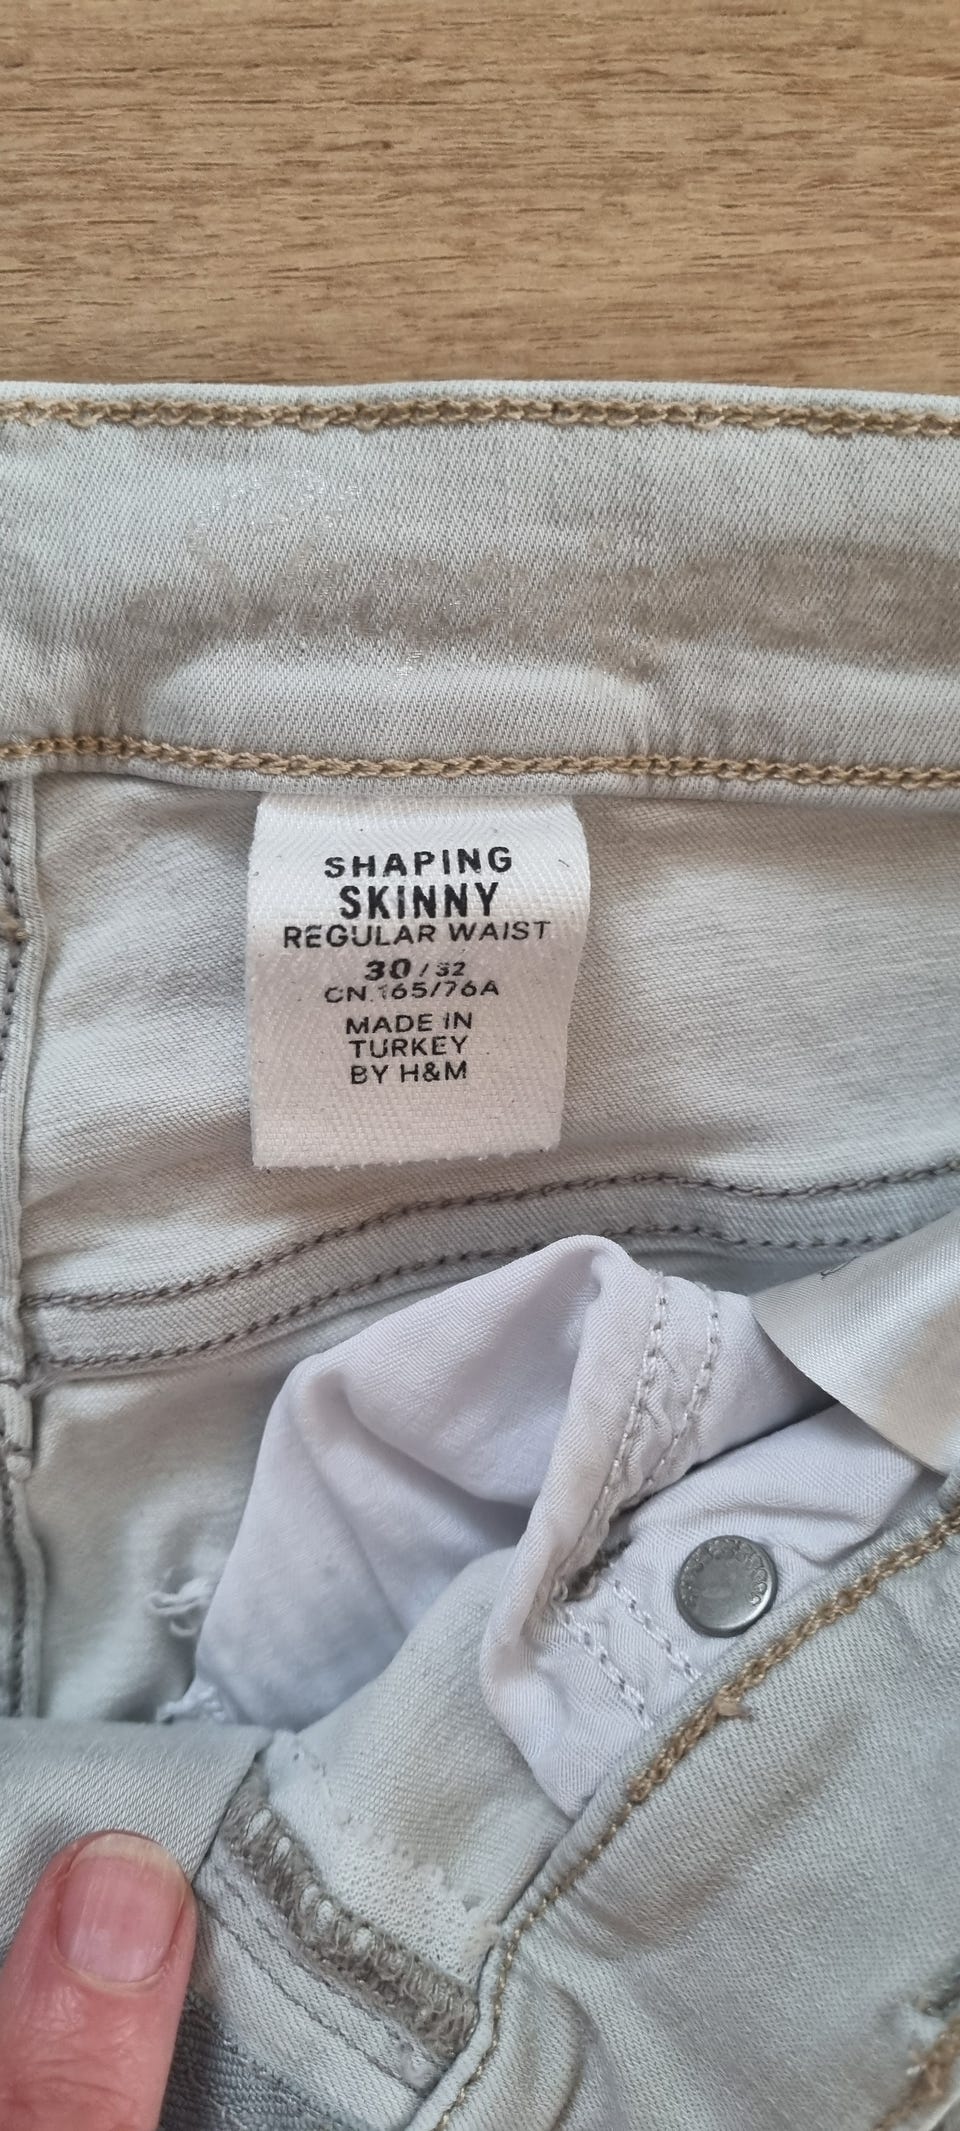 SHAPING
SKINNY
REGULAR WAIST
30/32
CN.165/76A
MADE IN
TURKEY
BY H&M